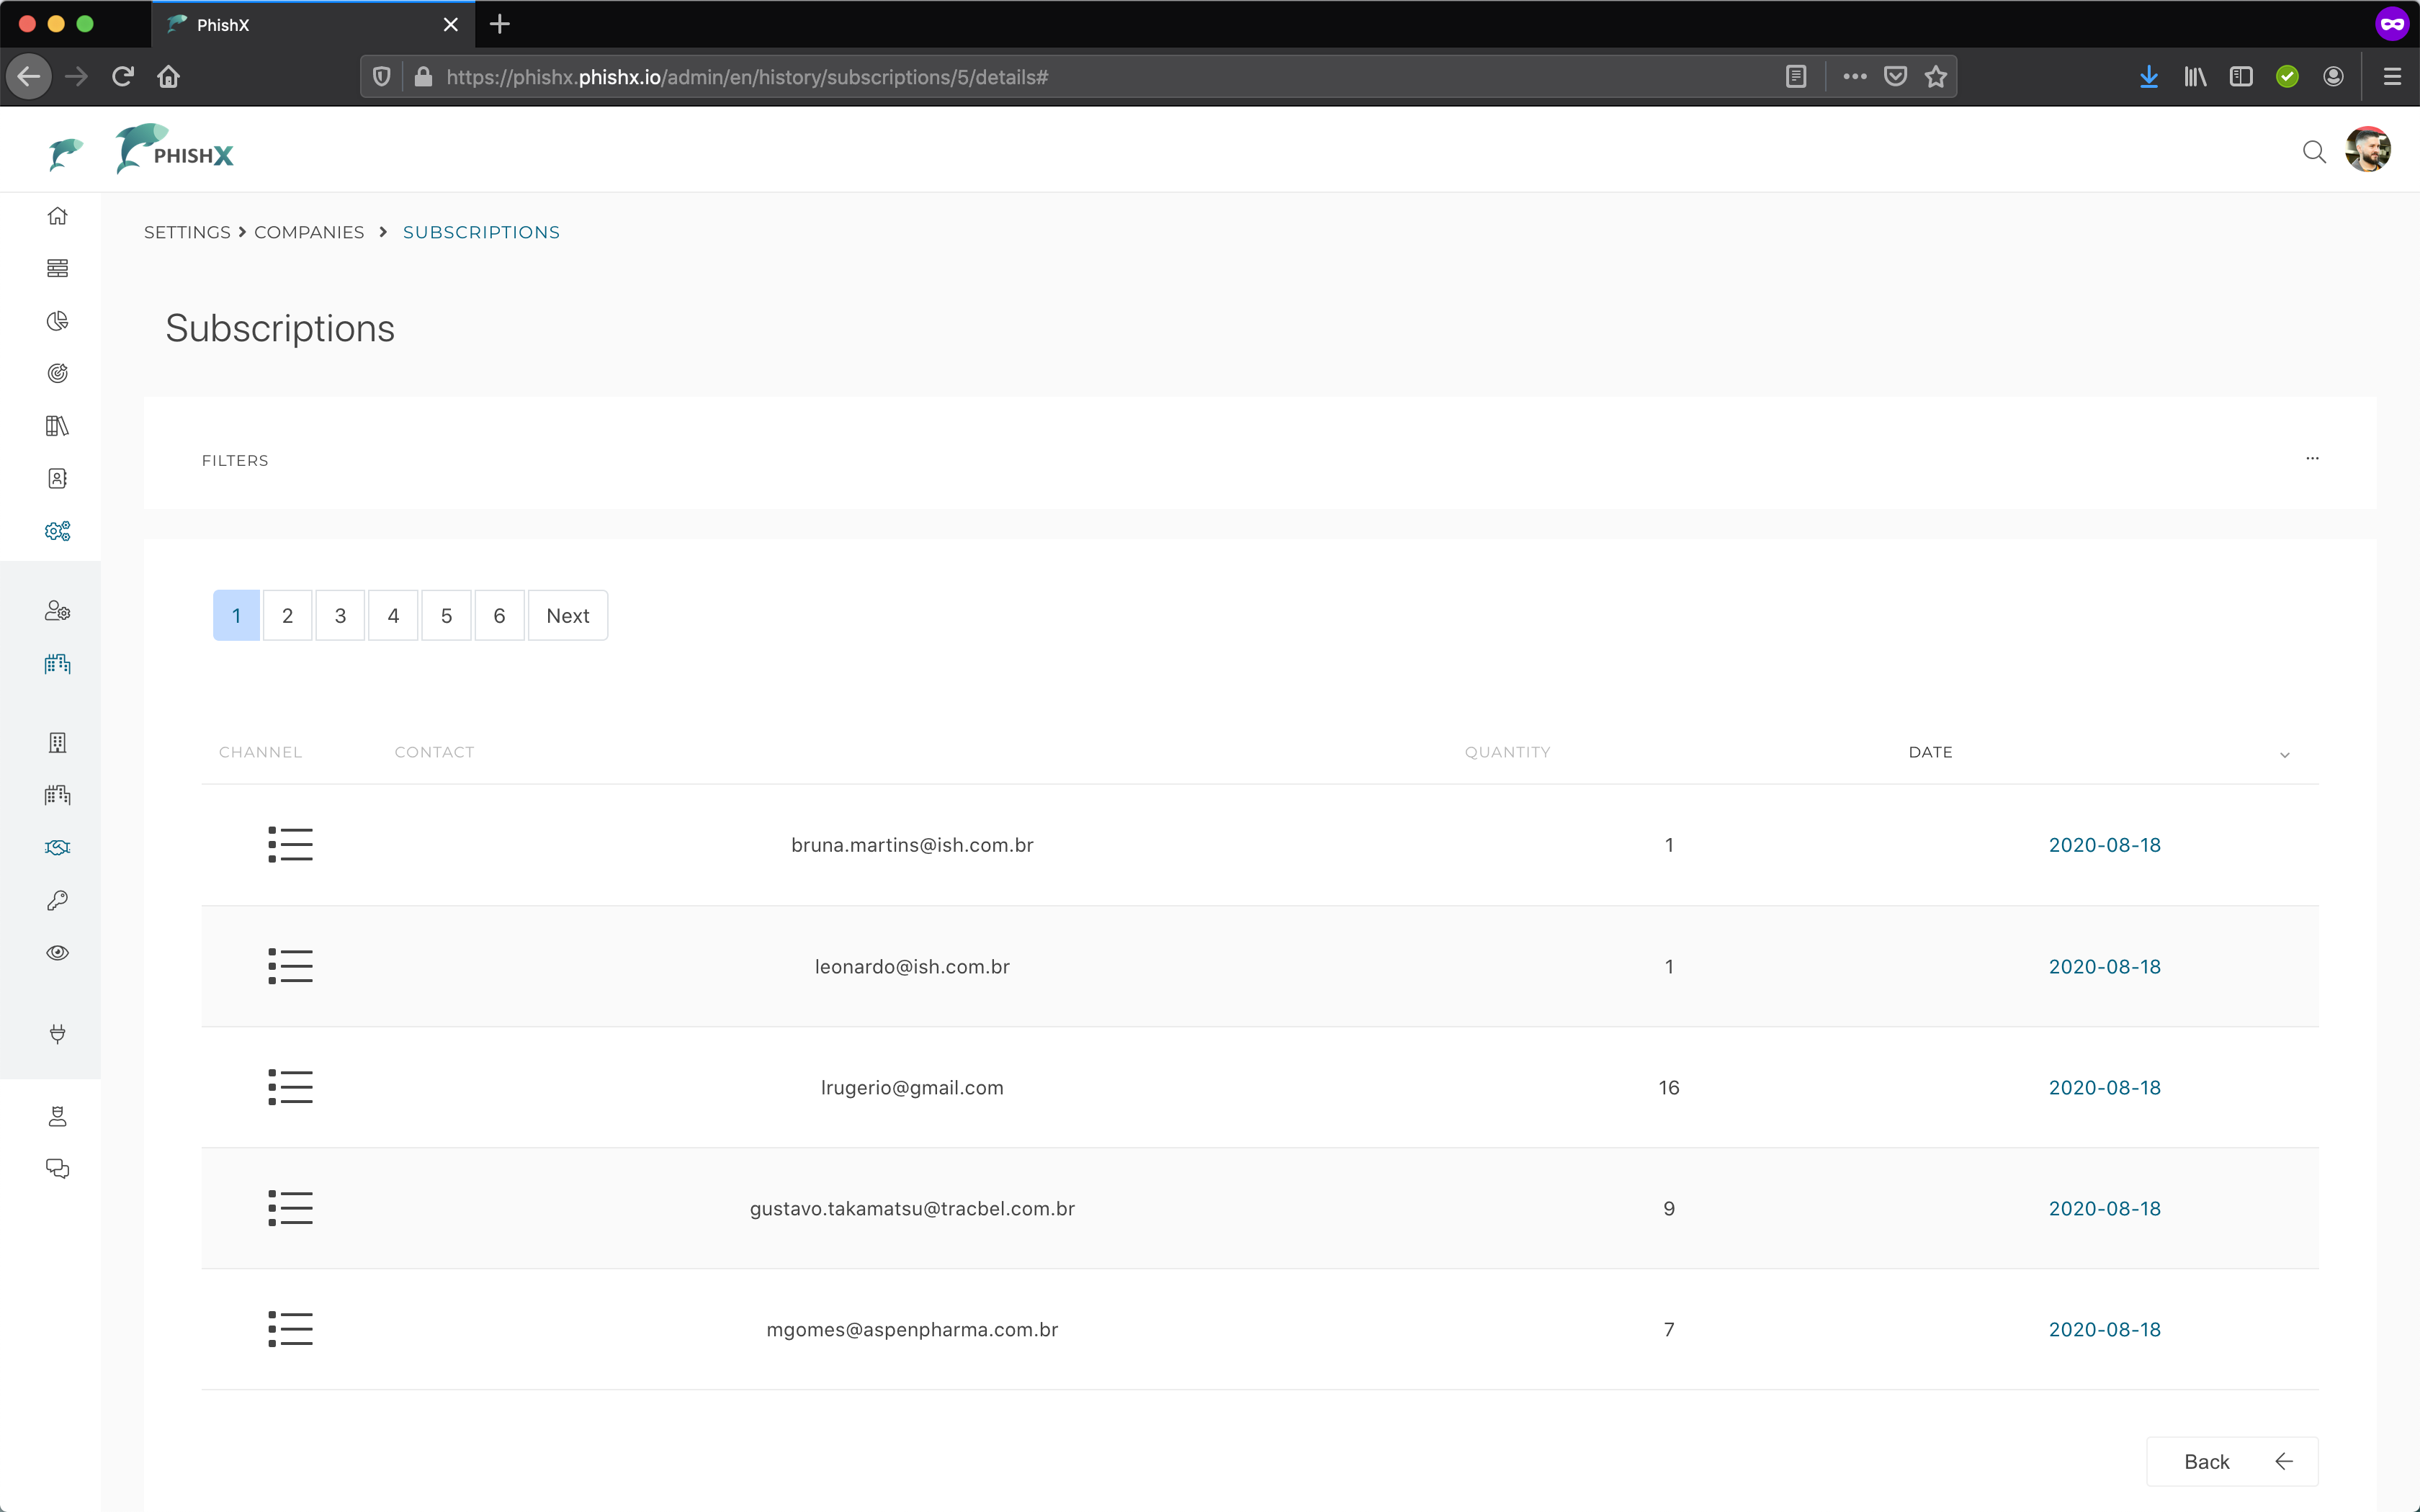 PhishX
https://phishx.phishx.io/admin/en/history/subscriptions/5/details#
PHISHX
SETTINGS COMPANIES SUBSCRIPTIONS
Subscriptions
FILTERS
1 2 3 4 5 6 Next
CHANNEL CONTACT QUANTITY DATE
bruna.martins@ish.com.br 1 2020-08-18
leonardo@ish.com.br 1 2020-08-18
lrugerio@gmail.com 16 2020-08-18
gustavo.takamatsu@tracbel.com.br 9 2020-08-18
mgomes@aspenpharma.com.br 7 2020-08-18
Back